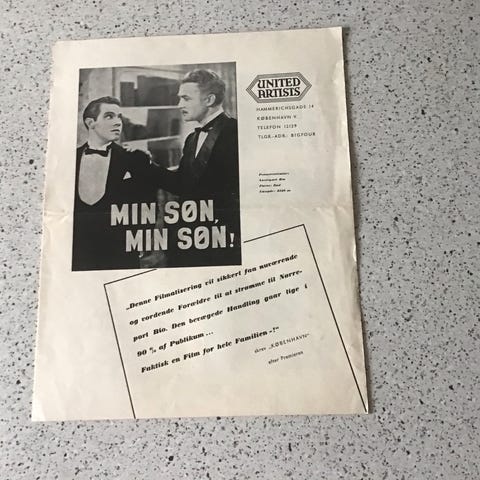 UNITED
ARTISTS
HAMMERICHSGADE 14
KØBENHAVN V.
TELEFON 12129
TLGR.-ADR.: BIGFOUR
MIN SØN,
MIN SØN!
„Denne Filmatisering vil sikkert faa nuværende
og vordende Forældre til at strømme til Nørre-
port Bio. Den bevægede Handling gaar lige i
90 % af Publikum...
Faktisk en Film for hele Familien -!"
skrev „KØBENHAVN"
efter Premieren